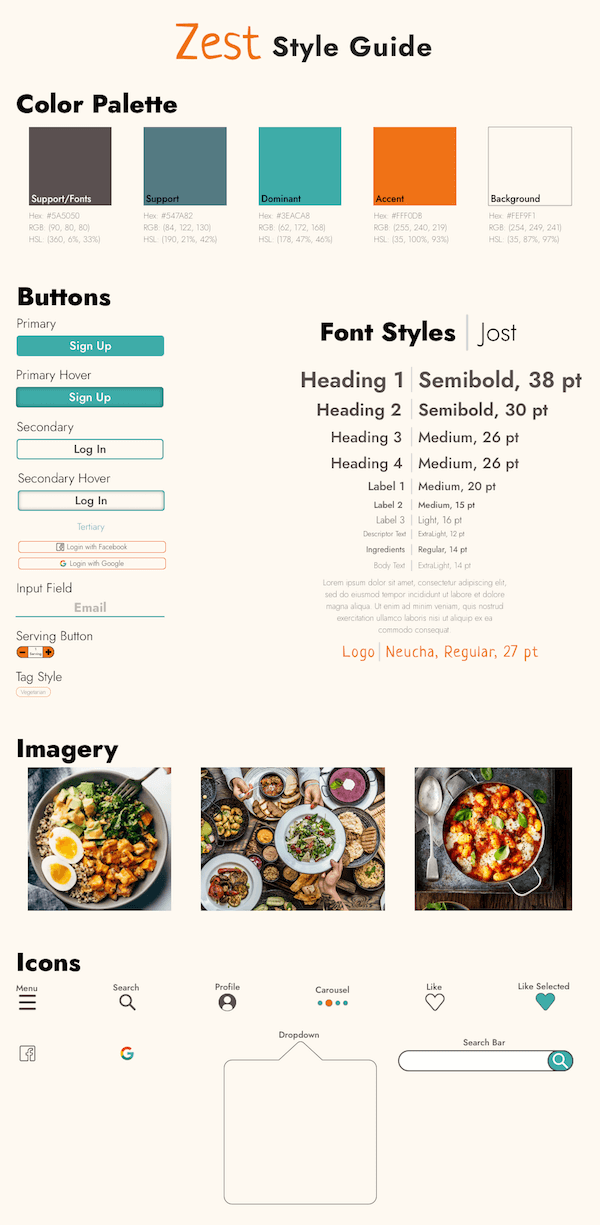 Zest Style Guide
Color Palette
Support/Fonts
Hex: #5A5050
RGB: (90, 80, 80)
HSL: (360, 6%, 33%)
Support
Hex: #547A82
RGB: (84, 122, 130)
HSL: (190, 21%, 42%)
Dominant
Hex: #3EACA8
RGB: (62, 172, 168)
HSL: (178, 47%, 46%)
Accent
Hex: #FFF0DB
RGB: (255, 240, 219)
HSL: (35, 100%, 93%)
Background
Hex: #FEF9F1
RGB: (254, 249, 241)
HSL: (35, 87%, 97%)
Buttons
Primary
Sign Up
Primary Hover
Sign Up
Secondary
Log In
Secondary Hover
Log In
Tertiary
Login with Facebook
Login with Google
Input Field
Email
Serving Button
1
Serving
Tag Style
Vegetarian
Font Styles | Jost
Heading 1 | Semibold, 38 pt
Heading 2 | Semibold, 30 pt
Heading 3 | Medium, 26 pt
Heading 4 | Medium, 26 pt
Label 1 | Medium, 20 pt
Label 2 | Medium, 15 pt
Label 3 | Light, 16 pt
Descriptor Text | ExtraLight, 12 pt
Ingredients | Regular, 14 pt
Body Text | ExtraLight, 14 pt
Lorem ipsum dolor sit amet, consectetur adipiscing elit,
sed do eiusmod tempor incididunt ut labore et dolore
magna aliqua. Ut enim ad minim veniam, quis nostrud
exercitation ullamco laboris nisi ut aliquip ex ea
commodo consequat.
Logo | Neucha, Regular, 27 pt
Imagery
Icons
Menu
Search
Profile
Carousel
Like
Like Selected
Dropdown
Search Bar